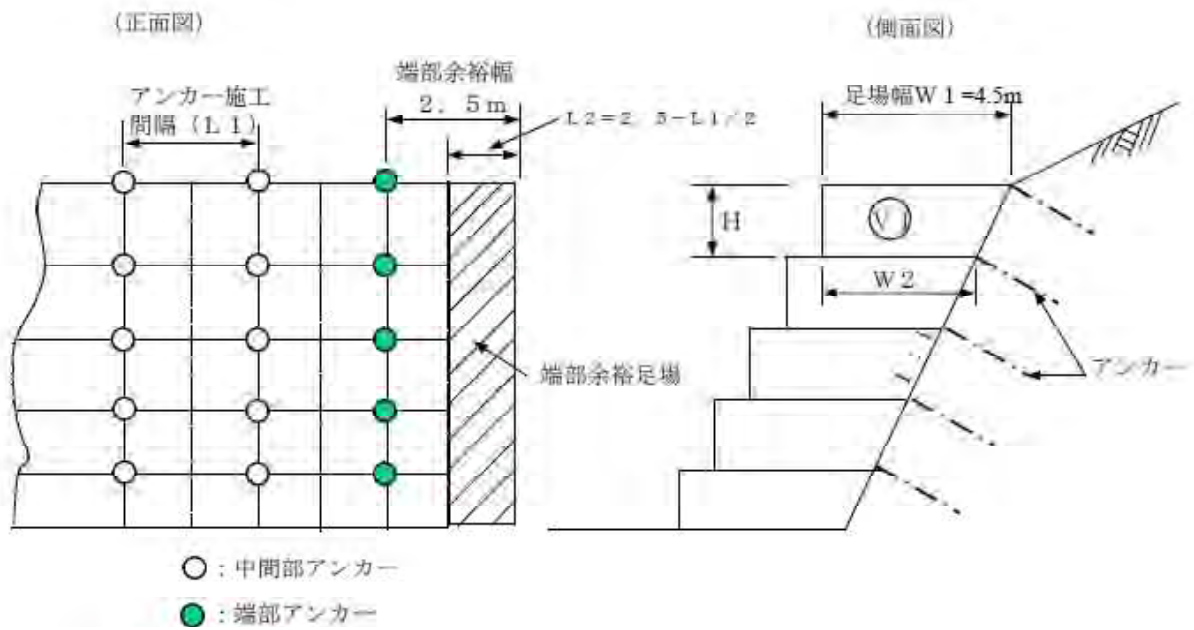 (正面図)
(側面図)
端部余裕幅
2.5m
アンカー施工
間隔(L1)
L2=2.5-L1/2
足場幅W1=4.5m
H
V1
W2
端部余裕足場
アンカー
:中間部アンカー
:端部アンカー